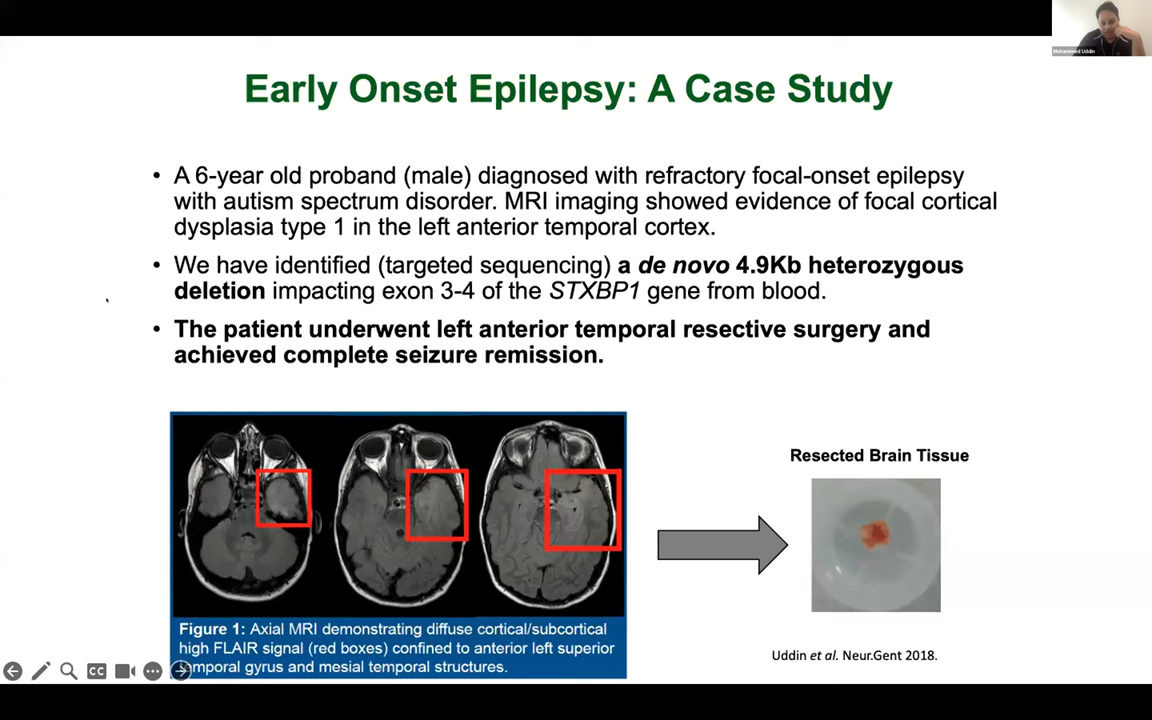 Mohammed Uddin
Early Onset Epilepsy: A Case Study
• A 6-year old proband (male) diagnosed with refractory focal-onset epilepsy
with autism spectrum disorder. MRI imaging showed evidence of focal cortical
dysplasia type 1 in the left anterior temporal cortex.
• We have identified (targeted sequencing) a de novo 4.9Kb heterozygous
deletion impacting exon 3-4 of the STXBP1 gene from blood.
• The patient underwent left anterior temporal resective surgery and
achieved complete seizure remission.
Resected Brain Tissue
Figure 1: Axial MRI demonstrating diffuse cortical/subcortical
high FLAIR signal (red boxes) confined to anterior left superior
temporal gyrus and mesial temporal structures.
Uddin et al. Neur.Gent 2018.
CC